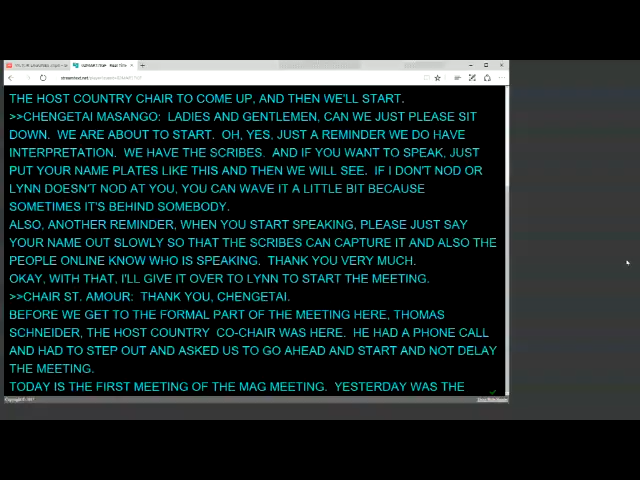 THE HOST COUNTRY CHAIR TO COME UP, AND THEN WE'LL START.
>>CHENGETAI MASANGO: LADIES AND GENTLEMEN, CAN WE JUST PLEASE SIT
DOWN. WE ARE ABOUT TO START. OH, YES, JUST A REMINDER WE DO HAVE
INTERPRETATION. WE HAVE THE SCRIBES. AND IF YOU WANT TO SPEAK, JUST
PUT YOUR NAME PLATES LIKE THIS AND THEN WE WILL SEE. IF I DON'T NOD OR
LYNN DOESN'T NOD AT YOU, YOU CAN WAVE IT A LITTLE BIT BECAUSE
SOMETIMES IT'S BEHIND SOMEBODY.
ALSO, ANOTHER REMINDER, WHEN YOU START SPEAKING, PLEASE JUST SAY
YOUR NAME OUT SLOWLY SO THAT THE SCRIBES CAN CAPTURE IT AND ALSO THE
PEOPLE ONLINE KNOW WHO IS SPEAKING. THANK YOU VERY MUCH.
OKAY, WITH THAT, I'LL GIVE IT OVER TO LYNN TO START THE MEETING.
>>CHAIR ST. AMOUR: THANK YOU, CHENGETAI.
BEFORE WE GET TO THE FORMAL PART OF THE MEETING HERE, THOMAS
SCHNEIDER, THE HOST COUNTRY CO-CHAIR WAS HERE. HE HAD A PHONE CALL
AND HAD TO STEP OUT AND ASKED US TO GO AHEAD AND START AND NOT DELAY
THE MEETING.
TODAY IS THE FIRST MEETING OF THE MAG MEETING. YESTERDAY WAS THE